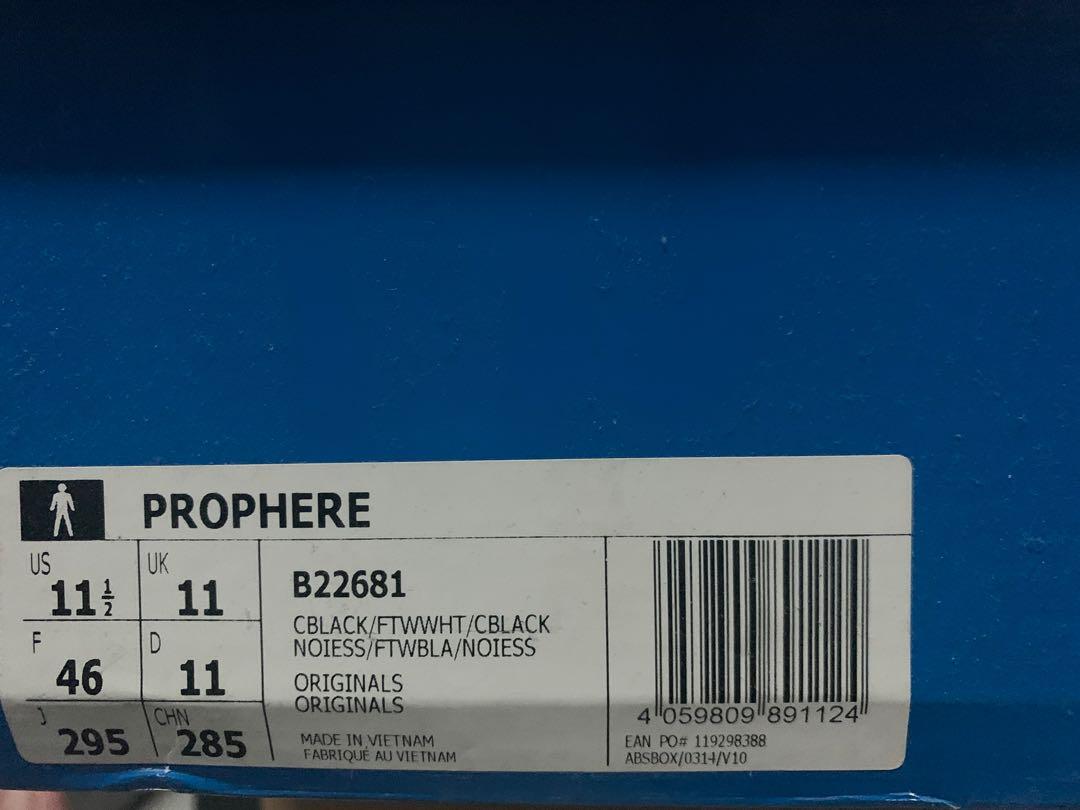 PROPHERE
US 11 1/2 UK 11
F 46 D 11
J 295 CHN 285
B22681
CBLACK/FTWWHT/CBLACK
NOIESS/FTWBLA/NOIESS
ORIGINALS
ORIGINALS
MADE IN VIETNAM
FABRIQUÉ AU VIETNAM
4 059809 891124
EAN PO# 119298388
ABSBOX/0314/V10